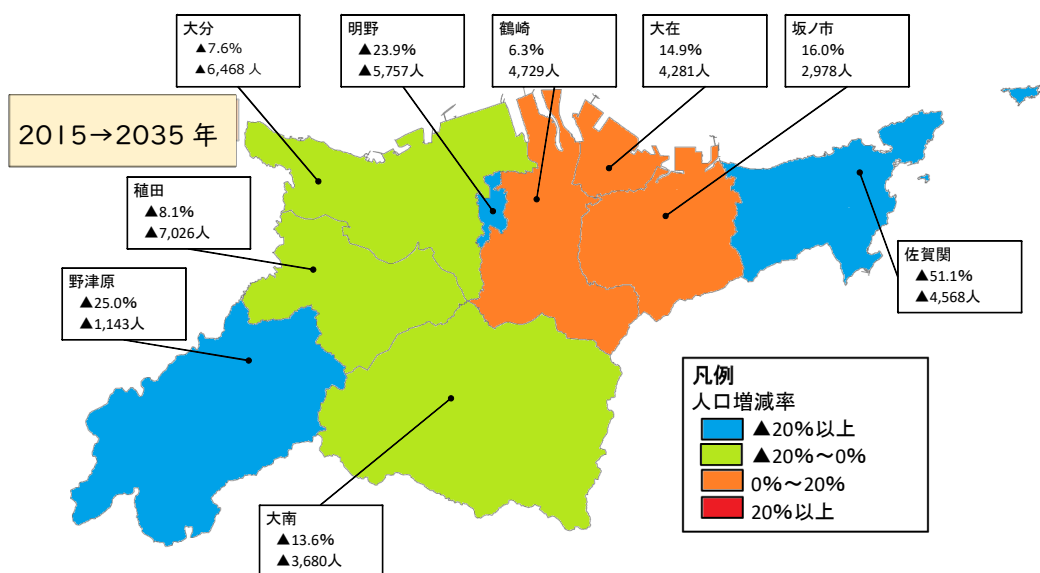 大分
▲7.6%
▲6,468 人
明野
▲23.9%
▲5,757人
鶴崎
6.3%
4,729人
大在
14.9%
4,281人
坂ノ市
16.0%
2,978人
2015→2035 年
稙田
▲8.1%
▲7,026人
野津原
▲25.0%
▲1,143人
佐賀関
▲51.1%
▲4,568人
大南
▲13.6%
▲3,680人
凡例
人口増減率
▲20%以上
▲20%～0%
0%～20%
20%以上